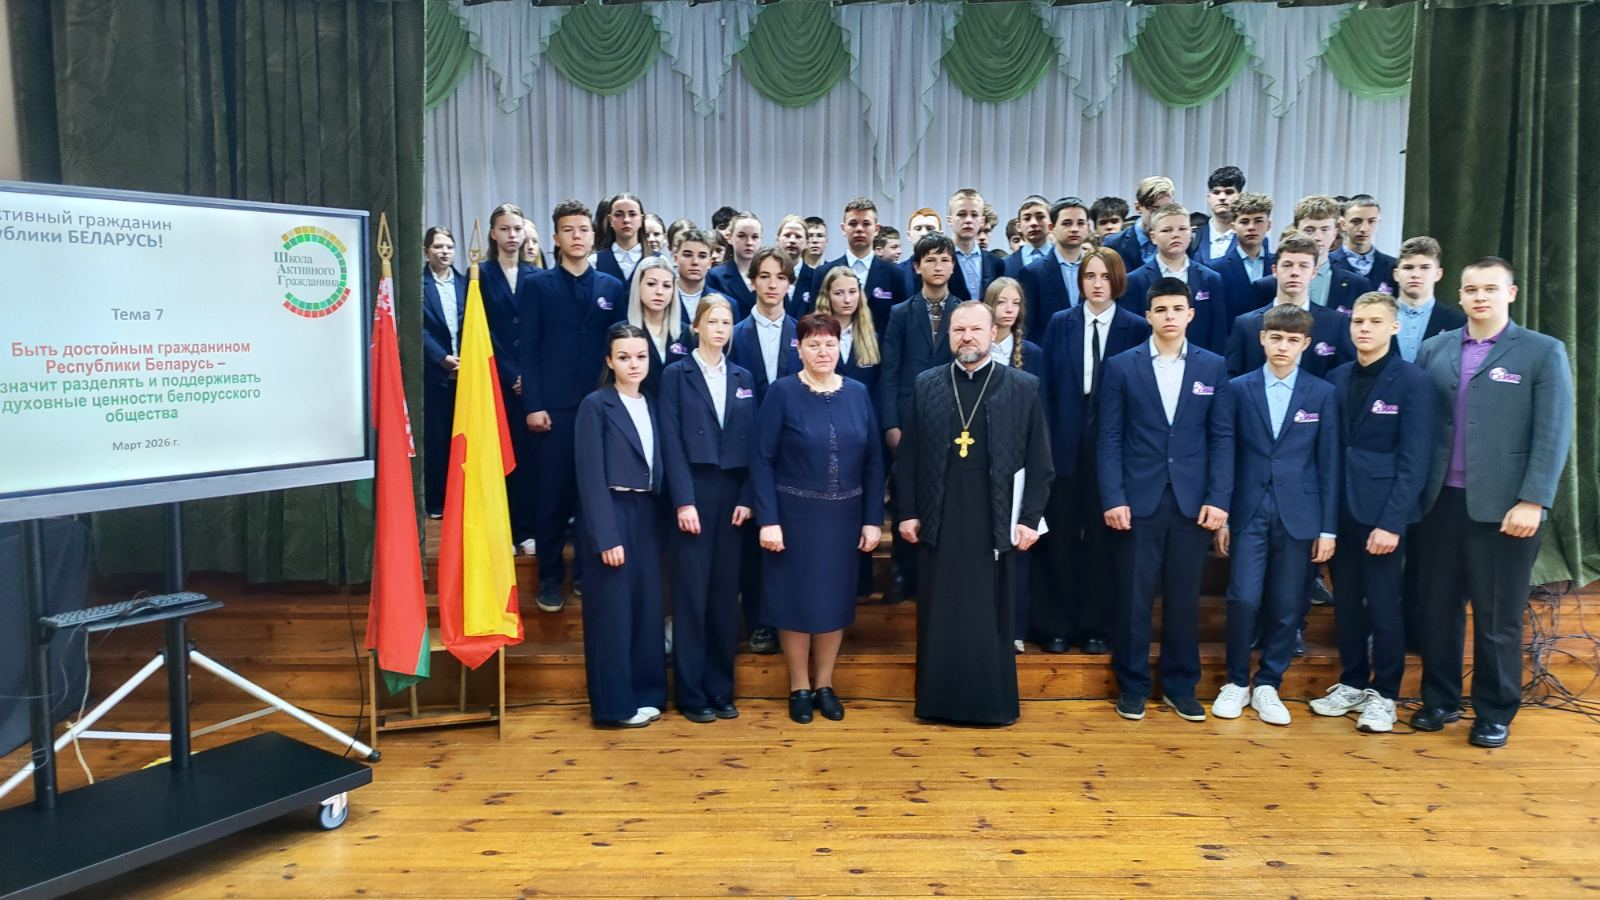 ктивный гражданин
ублики БЕЛАРУСЬ!
Школа
Активного
Гражданина
Тема 7
Быть достойным гражданином
Республики Беларусь –
значит разделять и поддерживать
духовные ценности белорусского
общества
Март 2026 г.